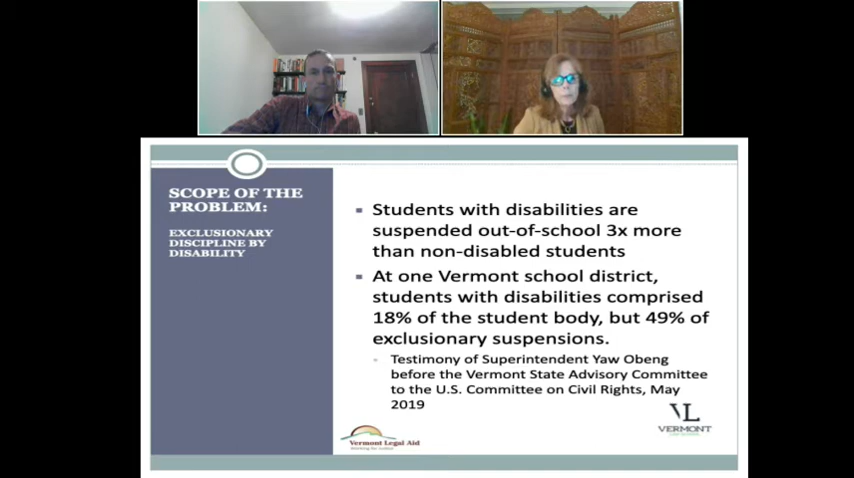 SCOPE OF THE
PROBLEM:
EXCLUSIONARY
DISCIPLINE BY
DISABILITY
Students with disabilities are
suspended out-of-school 3x more
than non-disabled students
At one Vermont school district,
students with disabilities comprised
18% of the student body, but 49% of
exclusionary suspensions.
Testimony of Superintendent Yaw Obeng
before the Vermont State Advisory Committee
to the U.S. Committee on Civil Rights, May
2019
Vermont Legal Aid
VL
VERMONT